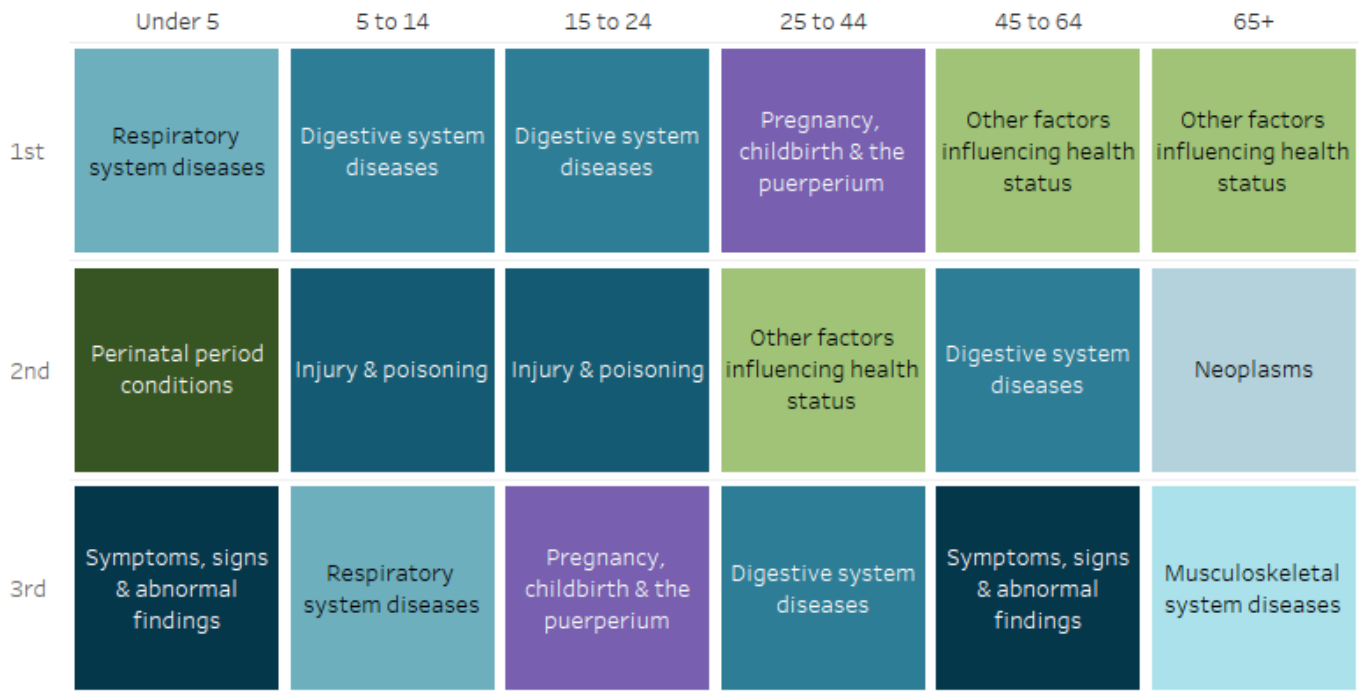 Under 5
5 to 14
15 to 24
25 to 44
45 to 64
65+
1st
Respiratory
system diseases
Digestive system
diseases
Digestive system
diseases
Pregnancy,
childbirth & the
puerperium
Other factors
influencing health
status
Other factors
influencing health
status
2nd
Perinatal period
conditions
Injury & poisoning
Injury & poisoning
Other factors
influencing health
status
Digestive system
diseases
Neoplasms
3rd
Symptoms, signs
& abnormal
findings
Respiratory
system diseases
Pregnancy,
childbirth & the
puerperium
Digestive system
diseases
Symptoms, signs
& abnormal
findings
Musculoskeletal
system diseases